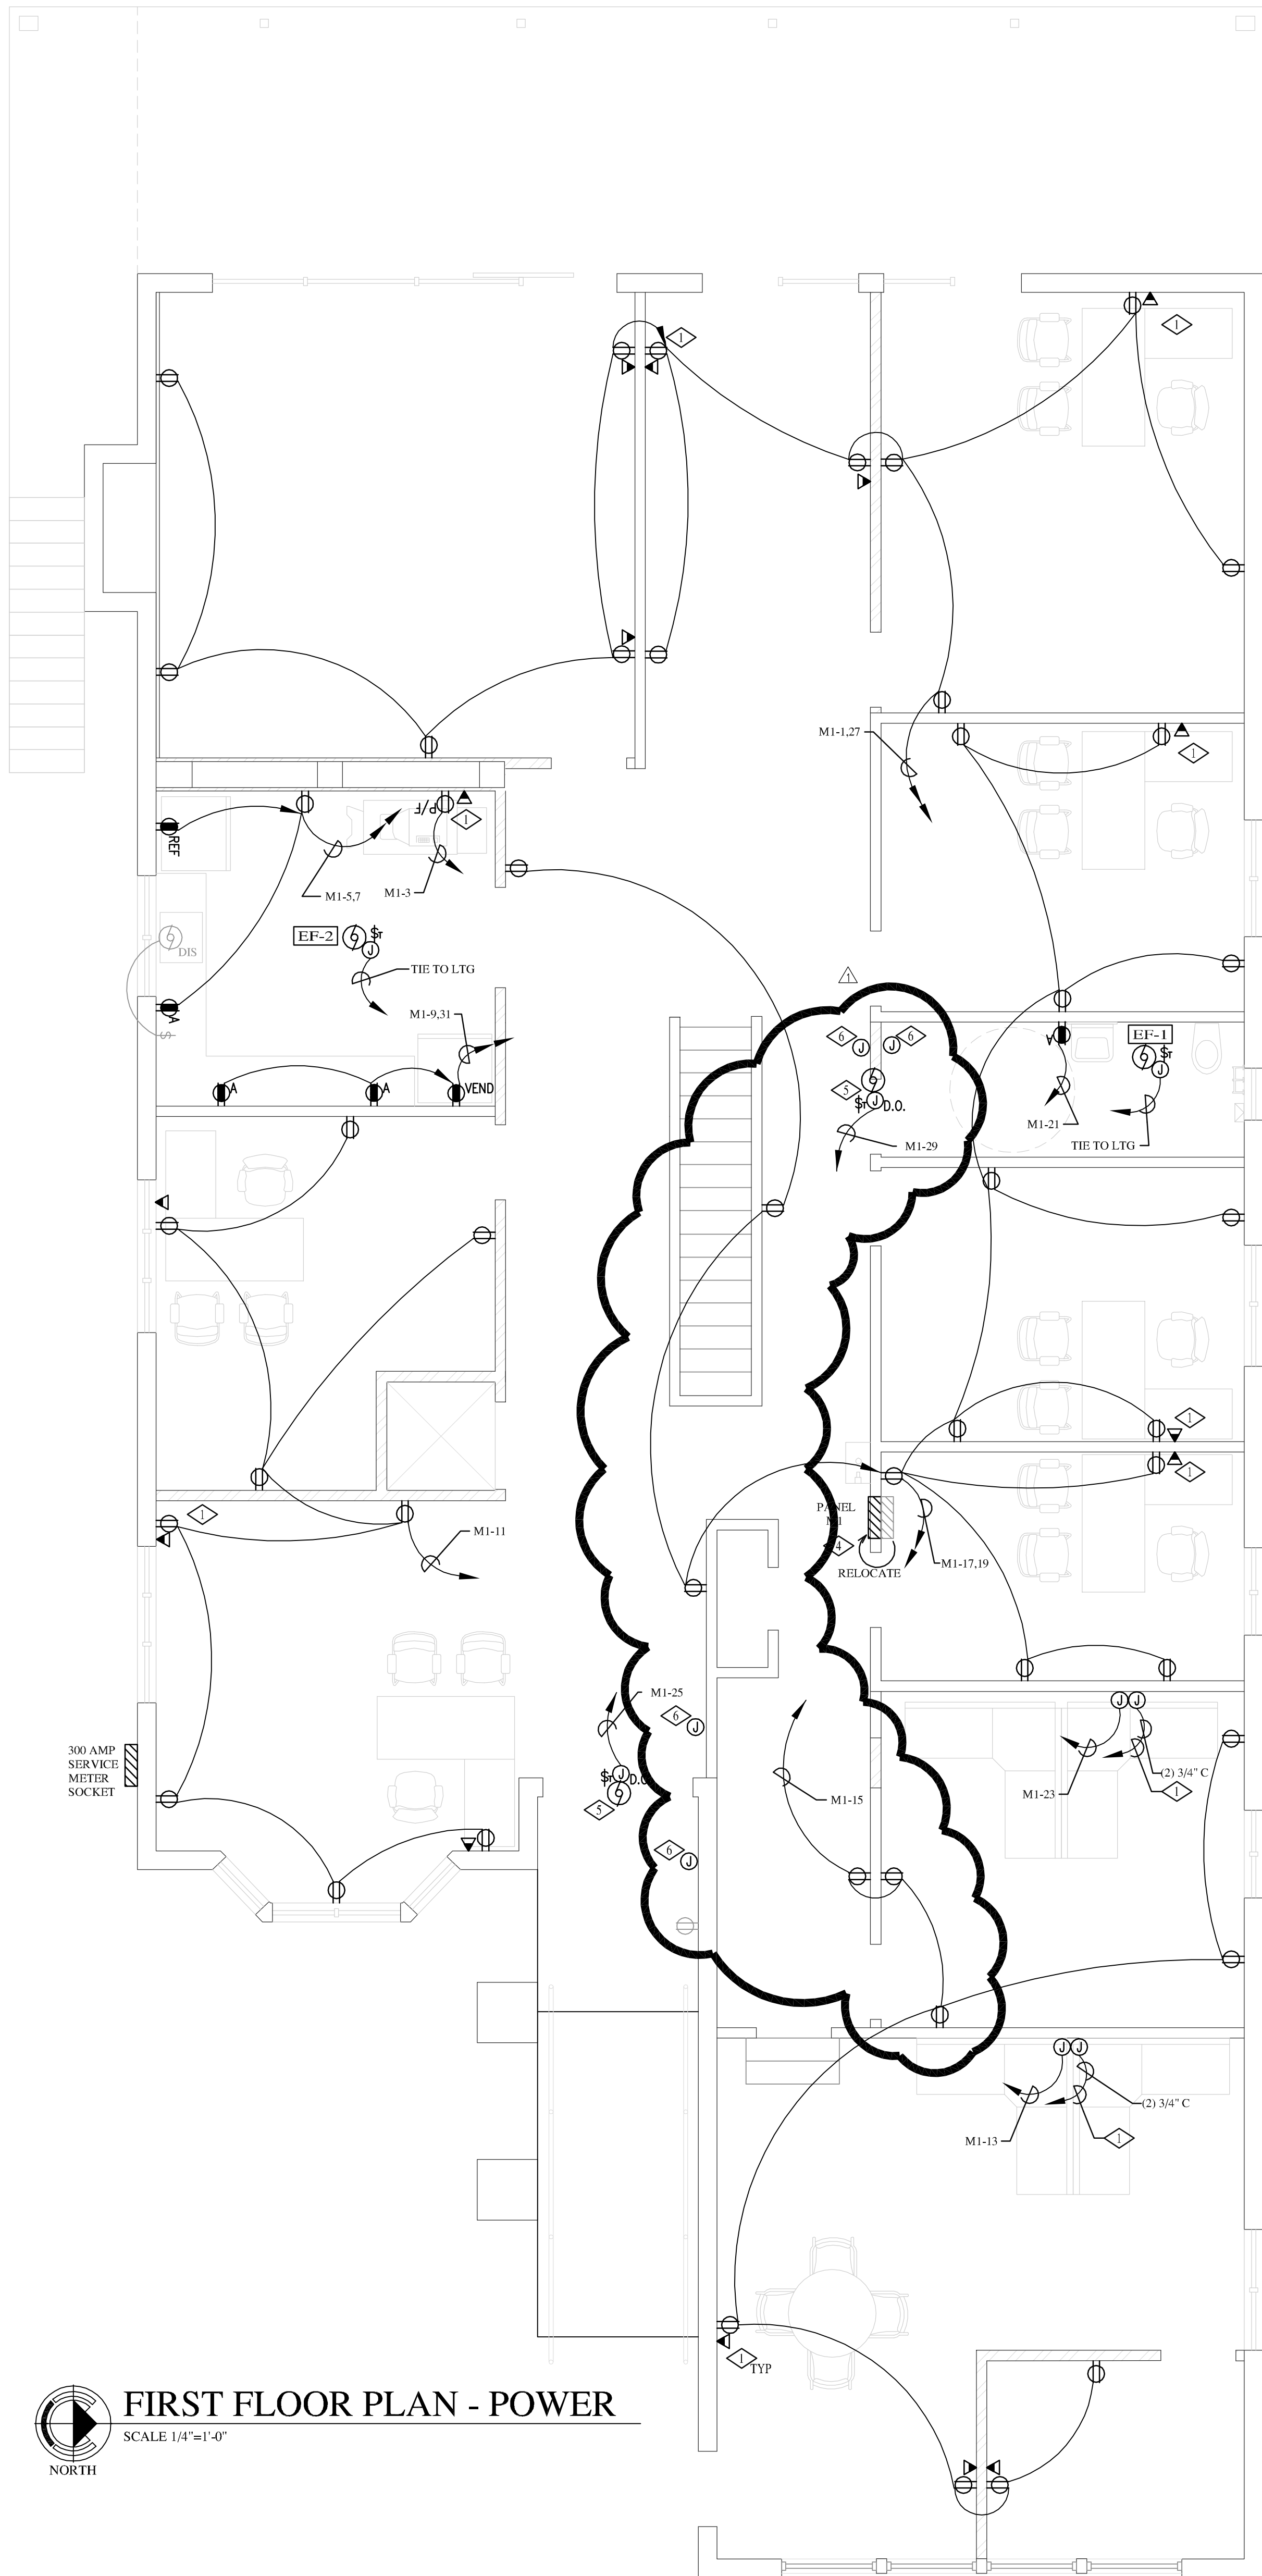 1
1
M1-1,27
1
P/F
1
REF
M1-5,7
M1-3
EF-2
$T
J
DIS
TIE TO LTG
A
S
M1-9,31
A
A
VEND
1
6
J
J
6
5
$T
J
D.O.
M1-29
A
EF-1
$T
J
M1-21
TIE TO LTG
1
1
1
M1-11
PANEL
M1
4
RELOCATE
M1-17,19
M1-25
6
J
J
J
(2) 3/4" C
M1-23
1
300 AMP
SERVICE
METER
SOCKET
$T
J
D.O.
5
M1-15
6
J
J
J
(2) 3/4" C
M1-13
1
1
TYP
FIRST FLOOR PLAN - POWER
SCALE 1/4"=1'-0"
NORTH